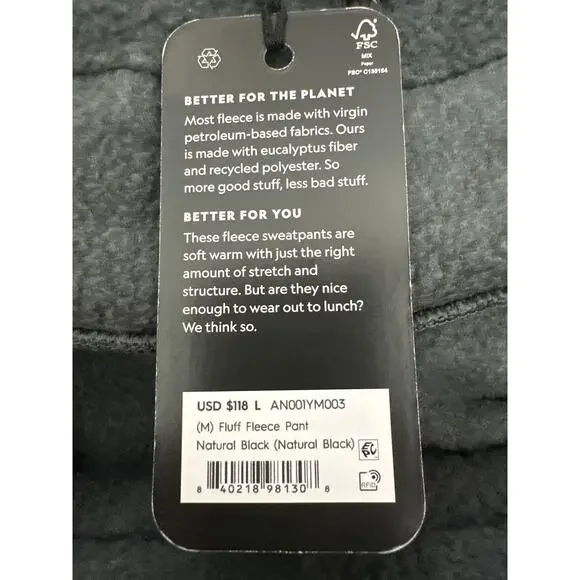 FSC
MIX
Paper
FSC® C155154
BETTER FOR THE PLANET
Most fleece is made with virgin
petroleum-based fabrics. Ours
is made with eucalyptus fiber
and recycled polyester. So
more good stuff, less bad stuff.
BETTER FOR YOU
These fleece sweatpants are
soft warm with just the right
amount of stretch and
structure. But are they nice
enough to wear out to lunch?
We think so.
USD $118 L AN001YM003
(M) Fluff Fleece Pant
Natural Black (Natural Black)
EPC
8 40218 98130 8
RFID